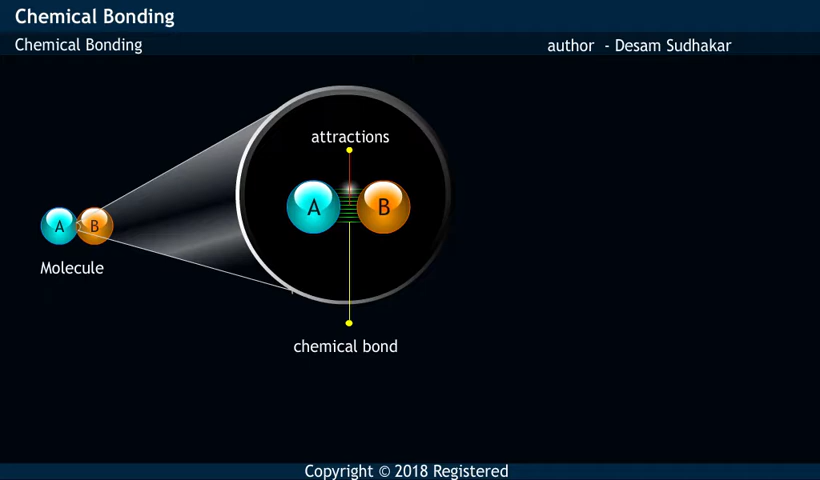 Chemical Bonding
Chemical Bonding
author - Desam Sudhakar
attractions
A B
A B
Molecule
chemical bond
Copyright © 2018 Registered